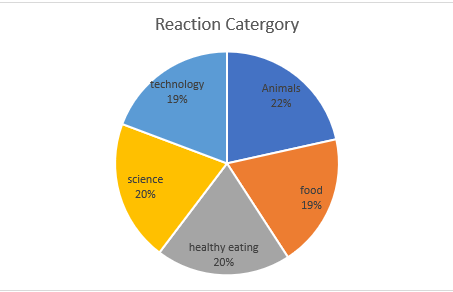 Reaction Catergory
technology
19%
Animals
22%
science
20%
food
19%
healthy eating
20%